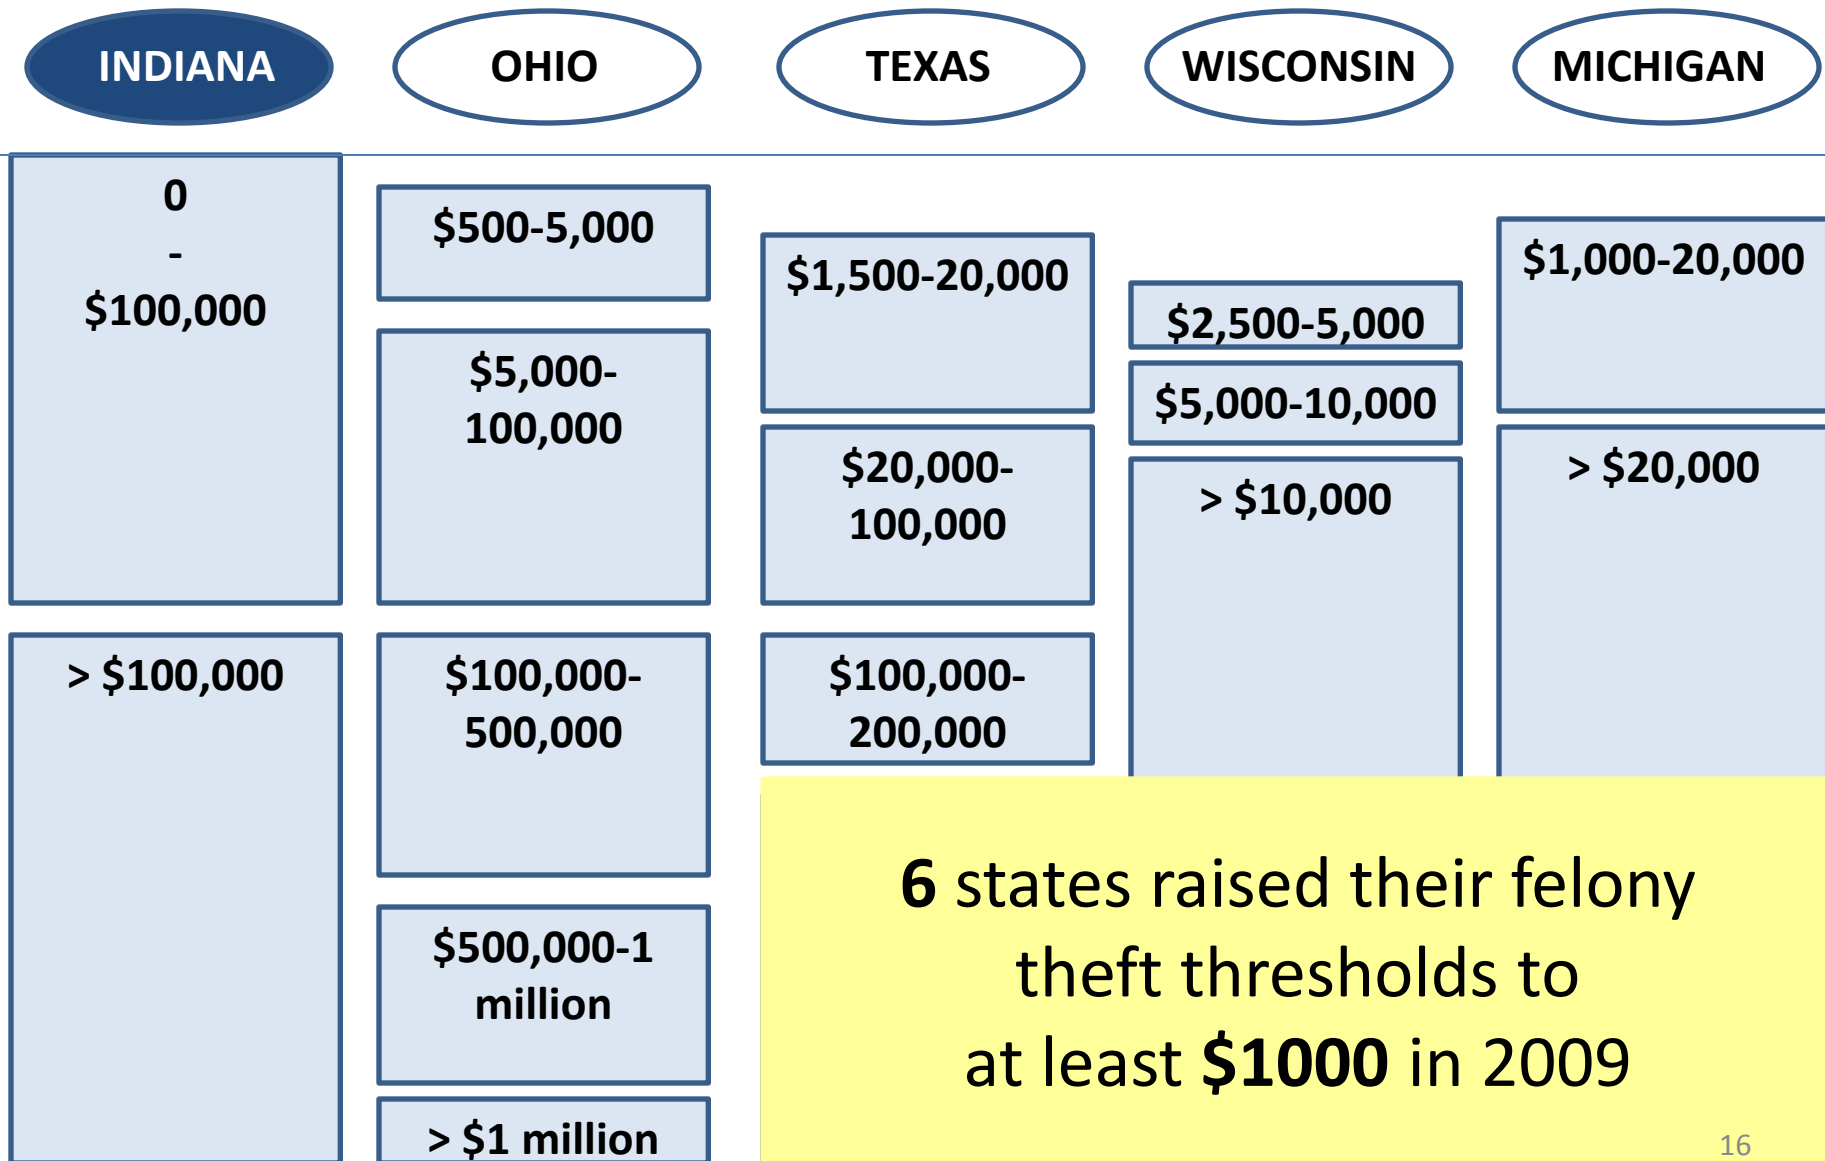 INDIANA
OHIO
TEXAS
WISCONSIN
MICHIGAN
0
-
$100,000
> $100,000
$500-5,000
$5,000-
100,000
$100,000-
500,000
$500,000-1
million
> $1 million
$1,500-20,000
$20,000-
100,000
$100,000-
200,000
$2,500-5,000
$5,000-10,000
> $10,000
$1,000-20,000
> $20,000
6 states raised their felony
theft thresholds to
at least $1000 in 2009
16